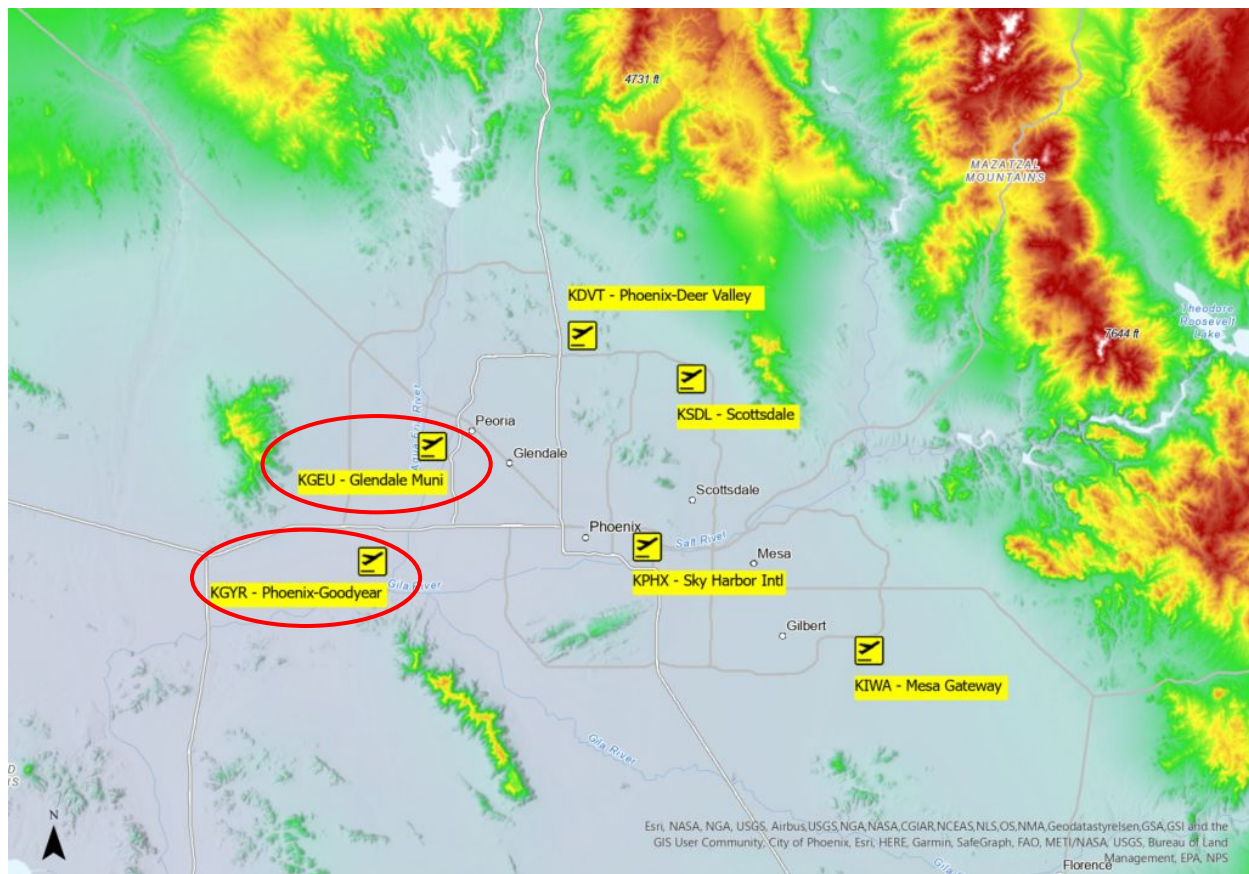 4731 ft
MAZATZAL
MOUNTAINS
KDVT - Phoenix-Deer Valley
Theodore
Roosevelt
Lake
7644 ft
KSDL - Scottsdale
Agua Fria River
Peoria
Glendale
KGEU - Glendale Muni
Scottsdale
Phoenix
Salt River
Mesa
KPHX - Sky Harbor Intl
Gila River
KGYR - Phoenix-Goodyear
Gilbert
KIWA - Mesa Gateway
Gila River
N
Esri, NASA, NGA, USGS, Airbus,USGS,NGA,NASA,CGIAR,NCEAS,NLS,OS,NMA,Geodatastyrelsen,GSA,GSI and the
GIS User Community, City of Phoenix, Esri, HERE, Garmin, SafeGraph, FAO, METI/NASA, USGS, Bureau of Land
Management, EPA, NPS
Gila R
Florence